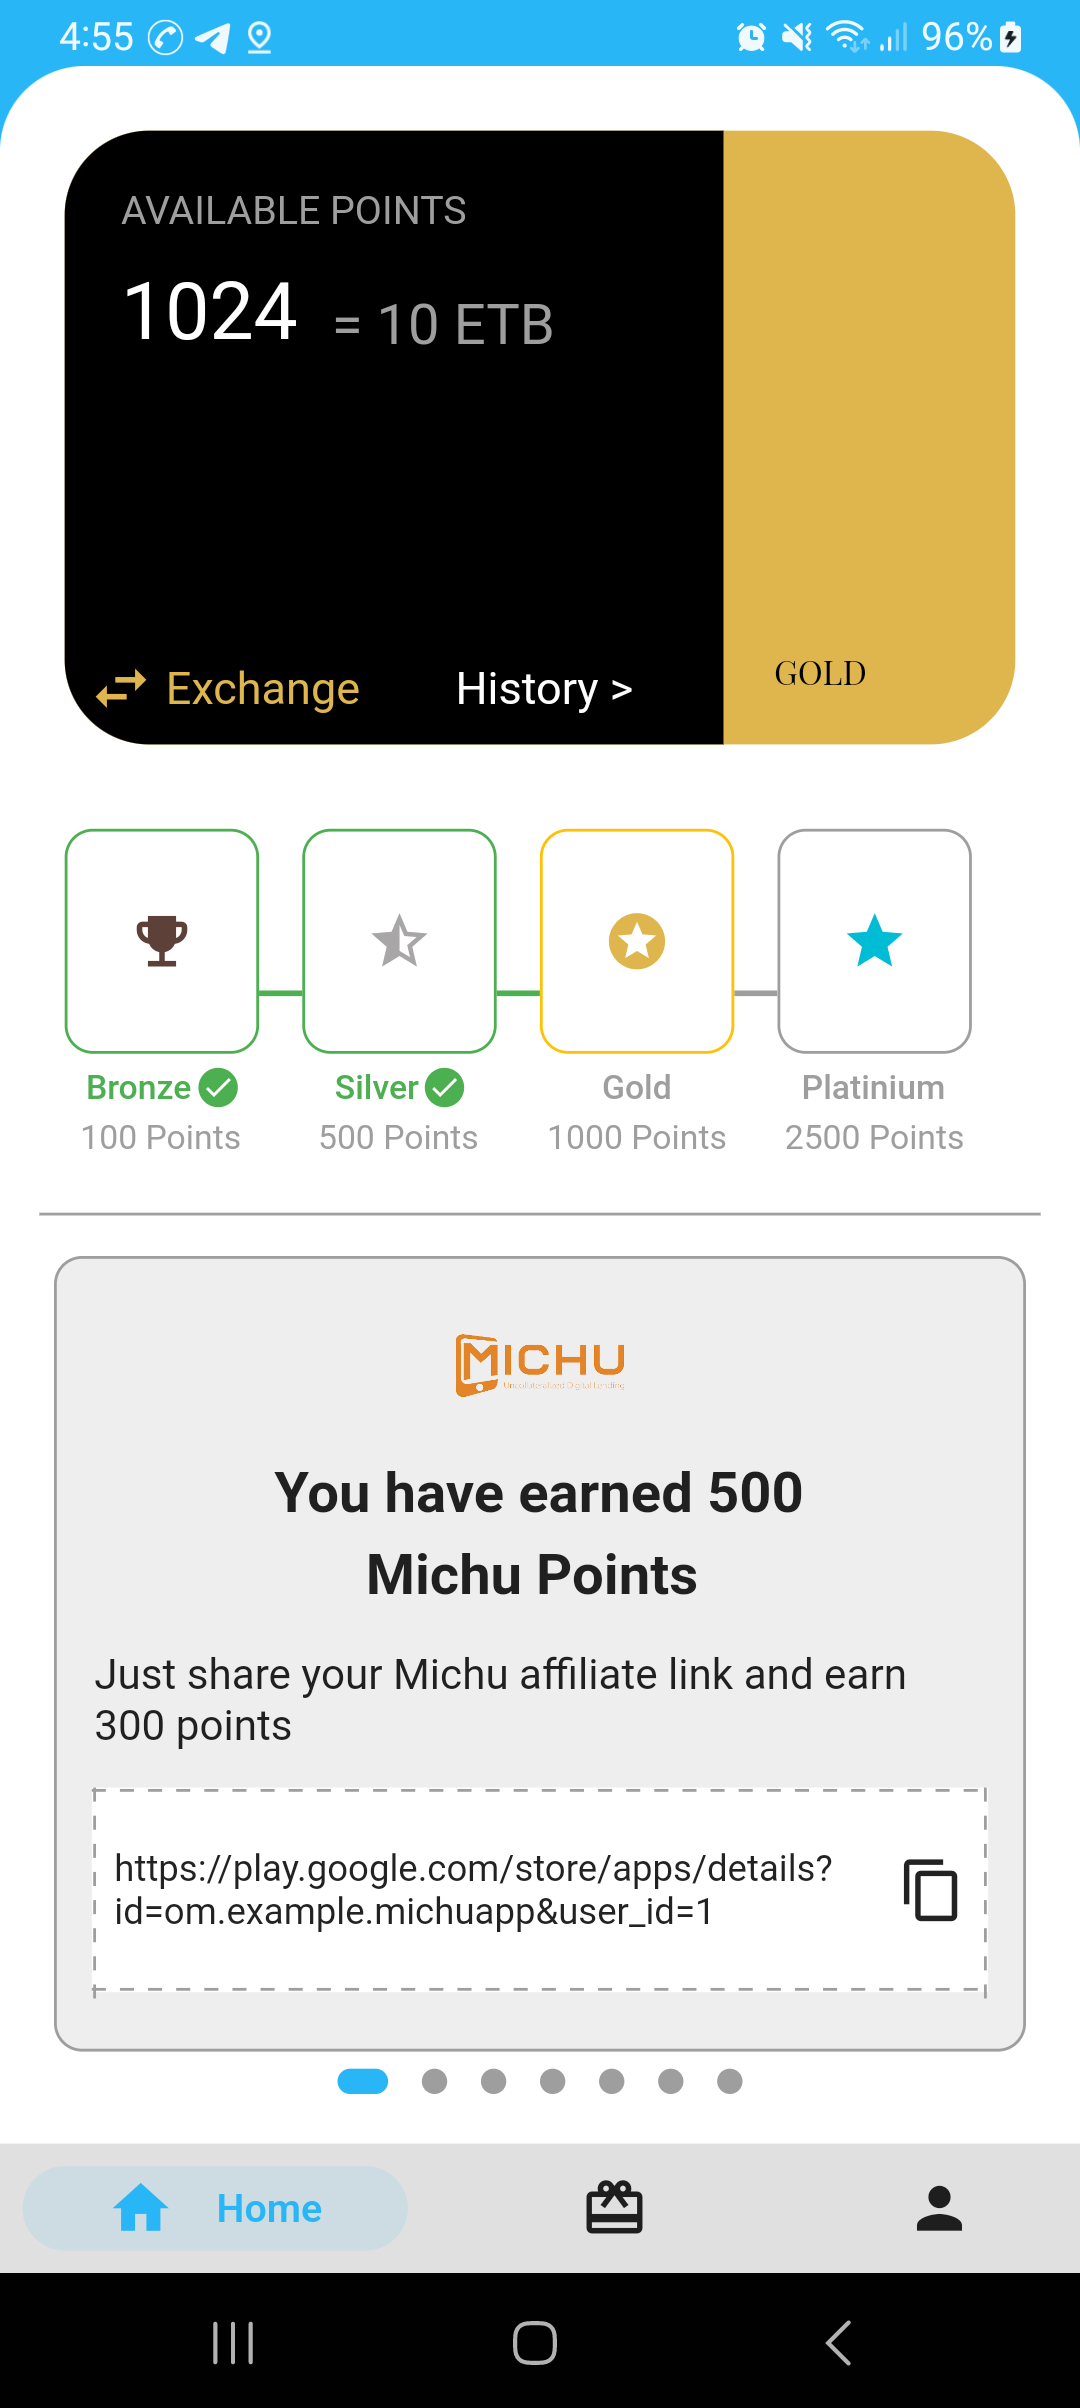 4:55
96%
AVAILABLE POINTS
1024 = 10 ETB
Exchange
History >
GOLD
Bronze
Silver
Gold
Platinium
100 Points
500 Points
1000 Points
2500 Points
MICHU
Uncollateralized Digital Lending
You have earned 500
Michu Points
Just share your Michu affiliate link and earn
300 points
https://play.google.com/store/apps/details?
id=om.example.michuapp&user_id=1
Home